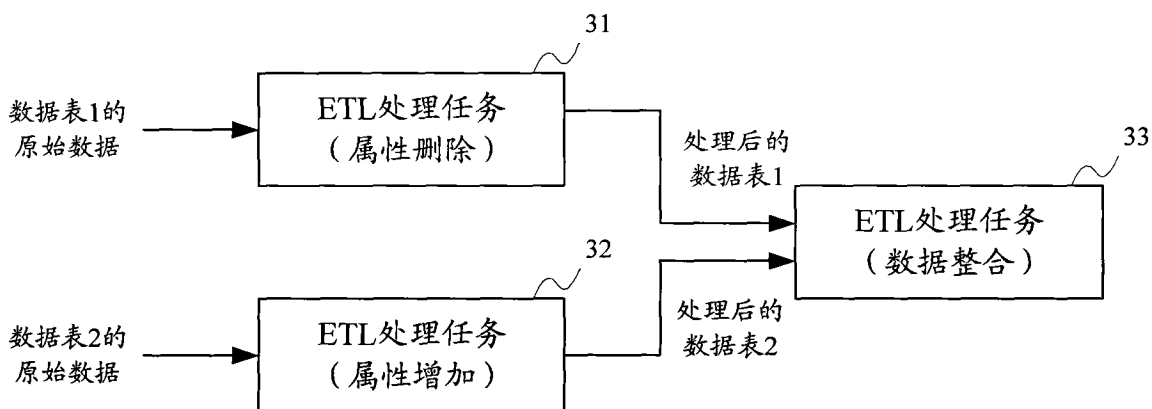 31
数据表1的
原始数据
ETL处理任务
（属性删除）
处理后的
数据表1
33
ETL处理任务
（数据整合）
32
数据表2的
原始数据
ETL处理任务
（属性增加）
处理后的
数据表2